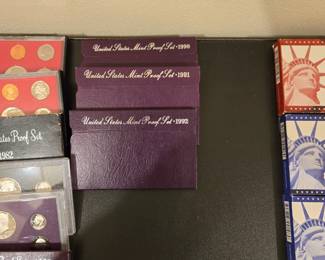 United States Mint Proof Set - 1990
United States Mint Proof Set - 1991
United States Mint Proof Set - 1992
ates Proof Set
1982